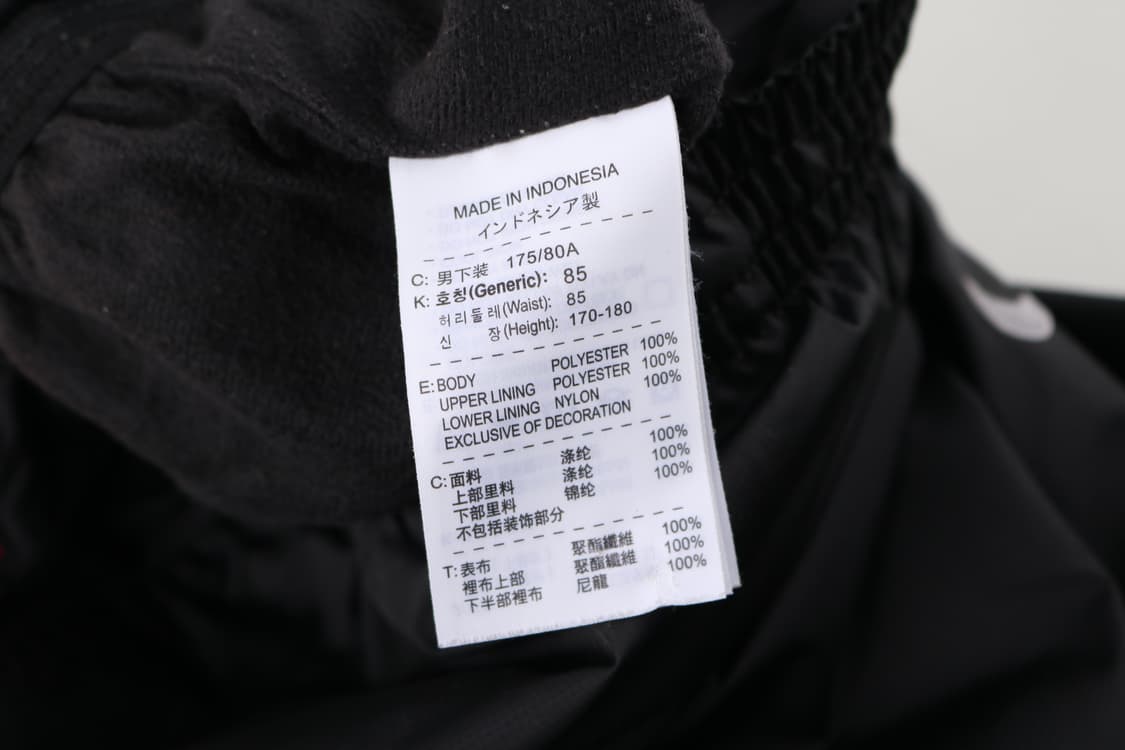 MADE IN INDONESIA
インドネシア製
C: 男下装 175/80A
K: 호칭(Generic): 85
허리둘레(Waist): 85
신 장(Height): 170-180
E: BODY POLYESTER 100%
UPPER LINING POLYESTER 100%
LOWER LINING NYLON 100%
EXCLUSIVE OF DECORATION
C: 面料 涤纶 100%
上部里料 涤纶 100%
下部里料 锦纶 100%
不包括装饰部分
T: 表布 聚酯纖維 100%
裡布上部 聚酯纖維 100%
下半部裡布 尼龍 100%